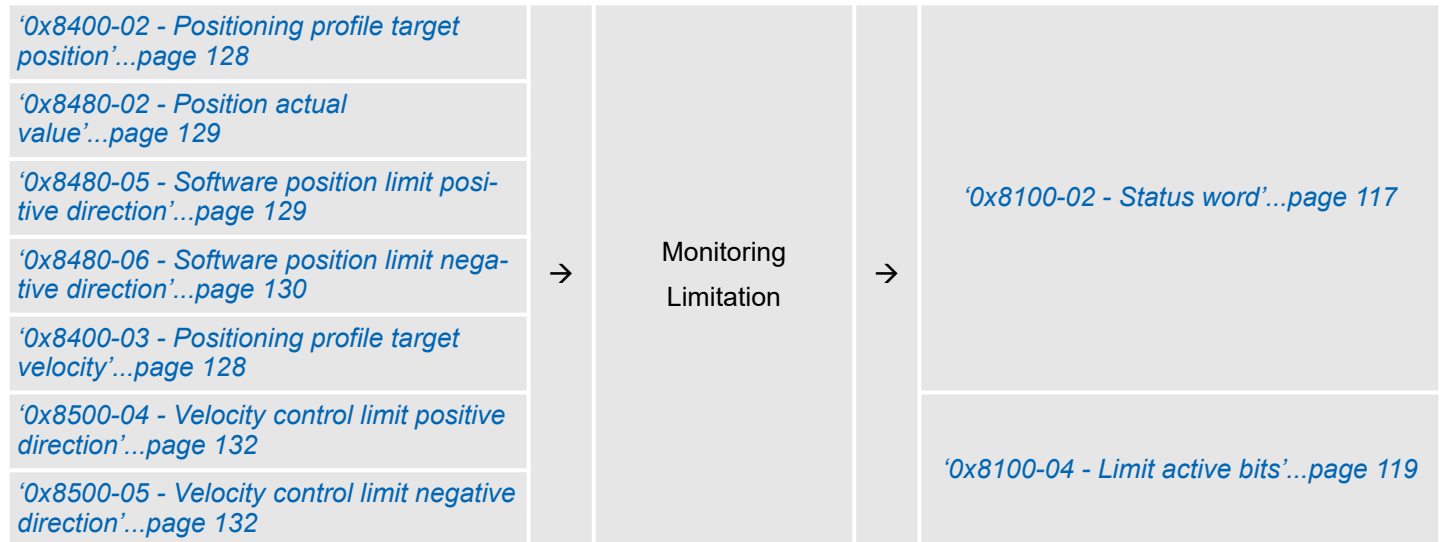 ‘0x8400-02 - Positioning profile target
position’...page 128
‘0x8480-02 - Position actual
value’...page 129
‘0x8480-05 - Software position limit posi-
tive direction’...page 129
‘0x8480-06 - Software position limit nega-
tive direction’...page 130
‘0x8400-03 - Positioning profile target
velocity’...page 128
‘0x8500-04 - Velocity control limit positive
direction’...page 132
‘0x8500-05 - Velocity control limit negative
direction’...page 132
→
Monitoring
Limitation
→
‘0x8100-02 - Status word’...page 117
‘0x8100-04 - Limit active bits’...page 119